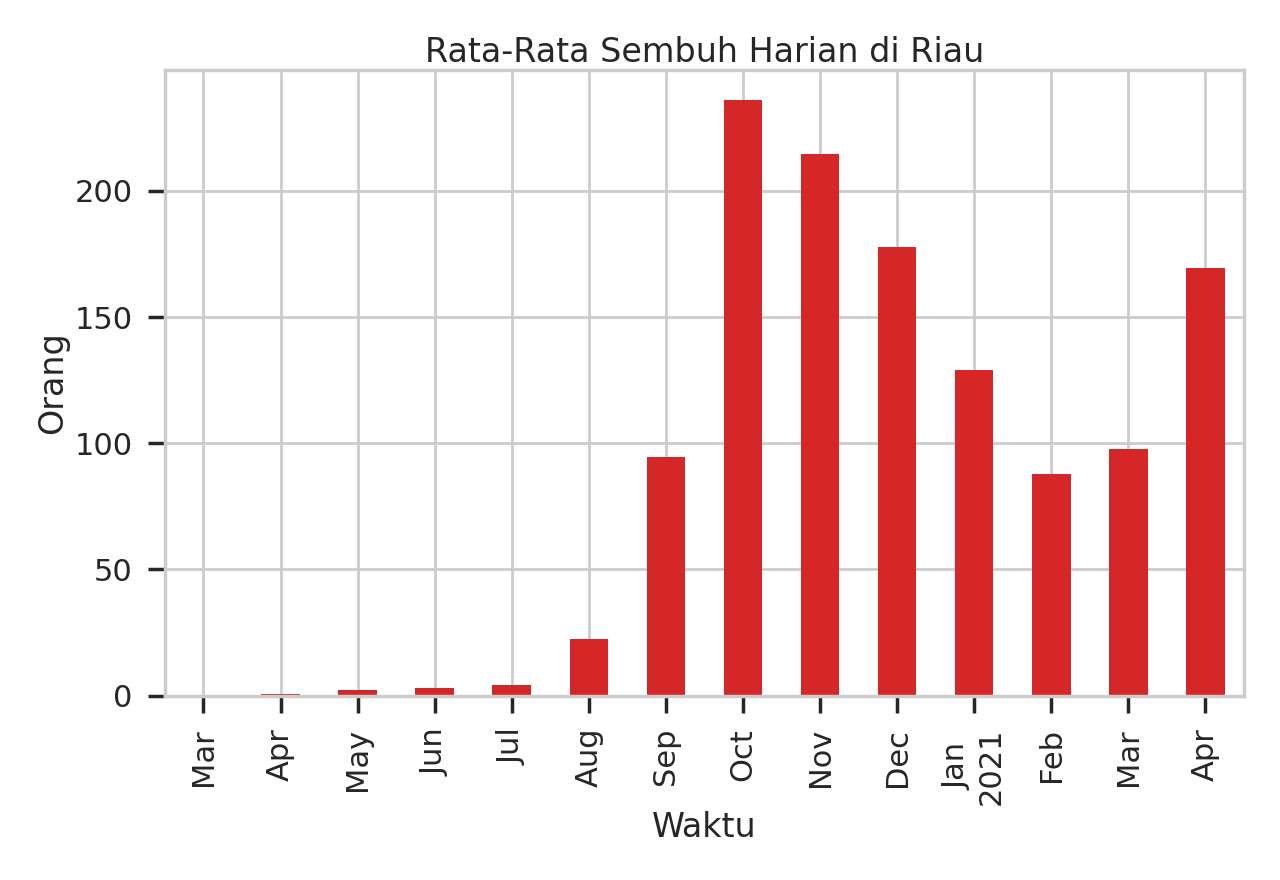 Rata-Rata Sembuh Harian di Riau
Orang
200
150
100
50
0
Mar
Apr
May
Jun
Jul
Aug
Sep
Oct
Nov
Dec
Jan
2021
Feb
Mar
Apr
Waktu